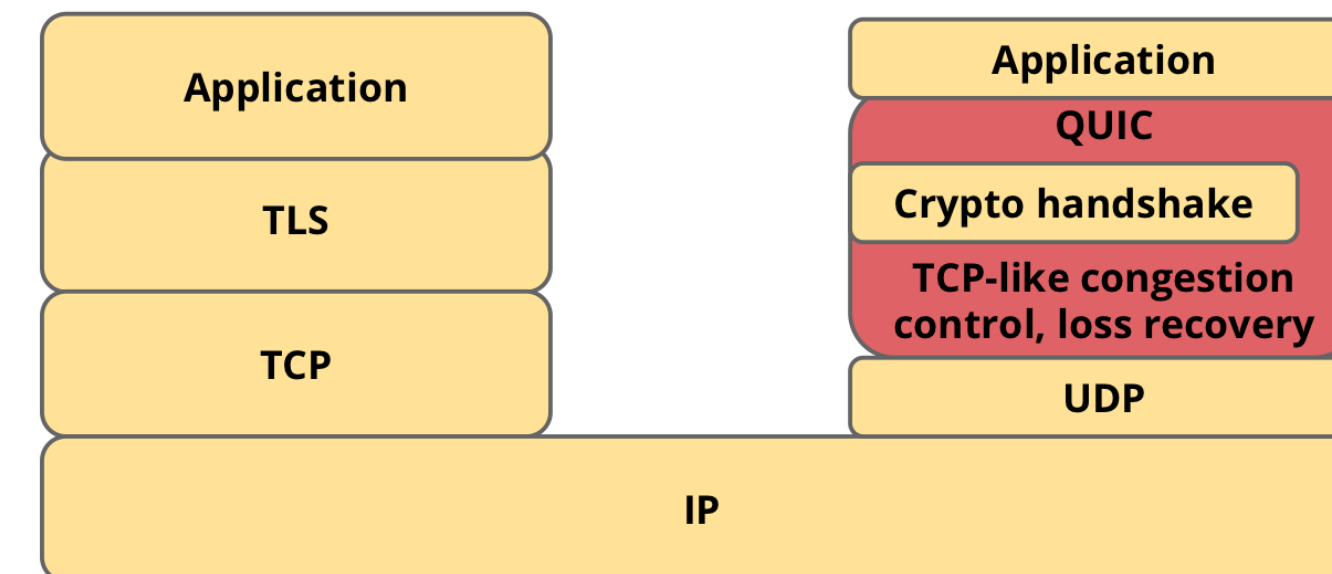 Application
TLS
TCP
Application
QUIC
Crypto handshake
TCP-like congestion
control, loss recovery
UDP
IP